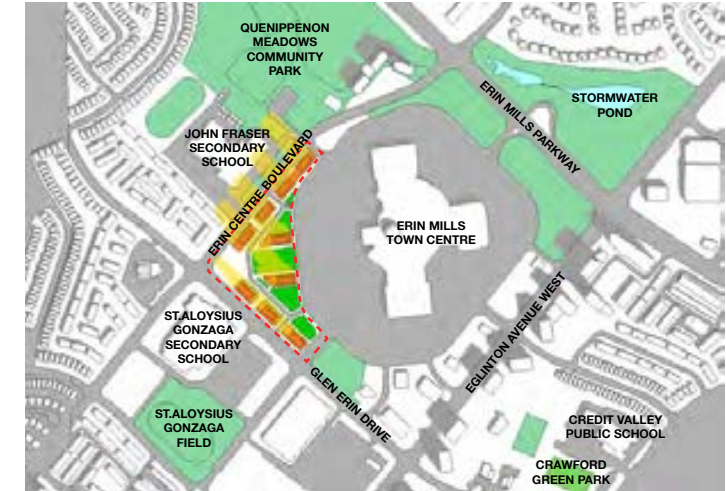 QUENIPPENON
MEADOWS
COMMUNITY
PARK
ERIN MILLS PARKWAY
STORMWATER
POND
JOHN FRASER
SECONDARY
SCHOOL
ERIN CENTRE BOULEVARD
ERIN MILLS
TOWN CENTRE
EGLINTON AVENUE WEST
ST.ALOYSIUS
GONZAGA
SECONDARY
SCHOOL
GLEN ERIN DRIVE
ST.ALOYSIUS
GONZAGA
FIELD
CREDIT VALLEY
PUBLIC SCHOOL
CRAWFORD
GREEN PARK